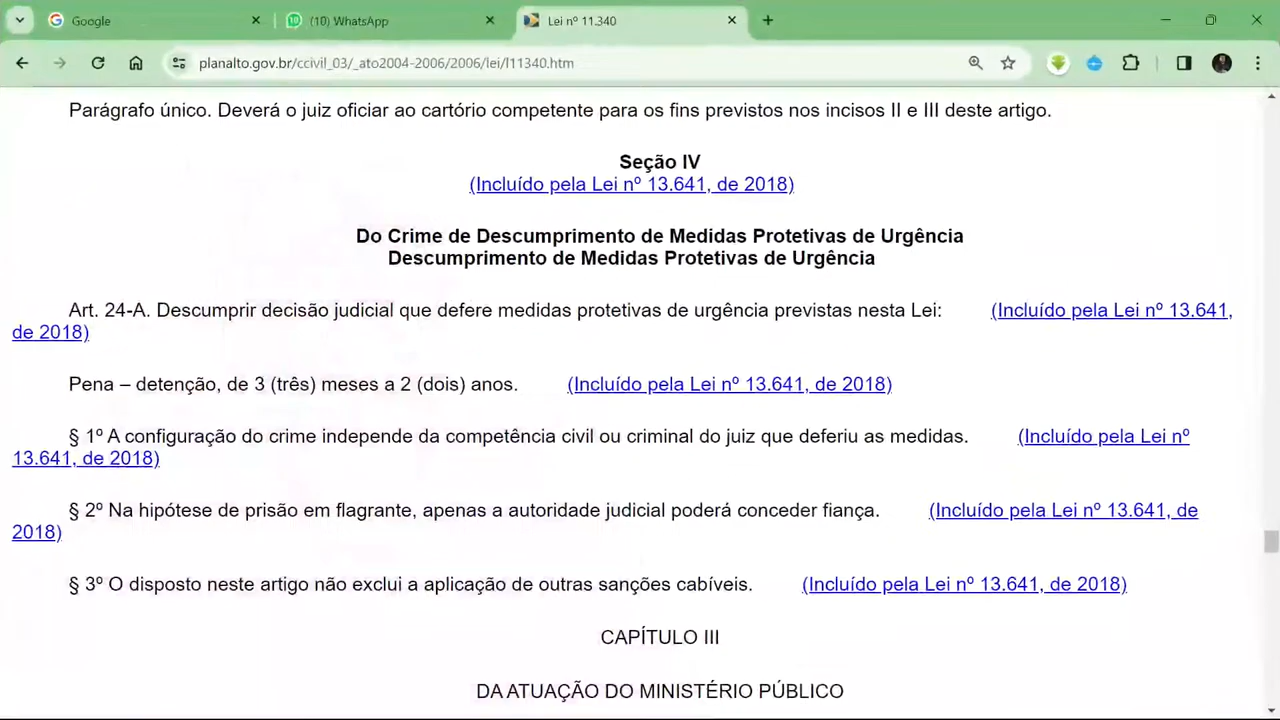 Google
(10) WhatsApp
Lei nº 11.340
planalto.gov.br/ccivil_03/_ato2004-2006/2006/lei/l11340.htm
Parágrafo único. Deverá o juiz oficiar ao cartório competente para os fins previstos nos incisos II e III deste artigo.
Seção IV
(Incluído pela Lei nº 13.641, de 2018)
Do Crime de Descumprimento de Medidas Protetivas de Urgência
Descumprimento de Medidas Protetivas de Urgência
Art. 24-A. Descumprir decisão judicial que defere medidas protetivas de urgência previstas nesta Lei: (Incluído pela Lei nº 13.641,
de 2018)
Pena – detenção, de 3 (três) meses a 2 (dois) anos. (Incluído pela Lei nº 13.641, de 2018)
§ 1º A configuração do crime independe da competência civil ou criminal do juiz que deferiu as medidas. (Incluído pela Lei nº
13.641, de 2018)
§ 2º Na hipótese de prisão em flagrante, apenas a autoridade judicial poderá conceder fiança. (Incluído pela Lei nº 13.641, de
2018)
§ 3º O disposto neste artigo não exclui a aplicação de outras sanções cabíveis. (Incluído pela Lei nº 13.641, de 2018)
CAPÍTULO III
DA ATUAÇÃO DO MINISTÉRIO PÚBLICO